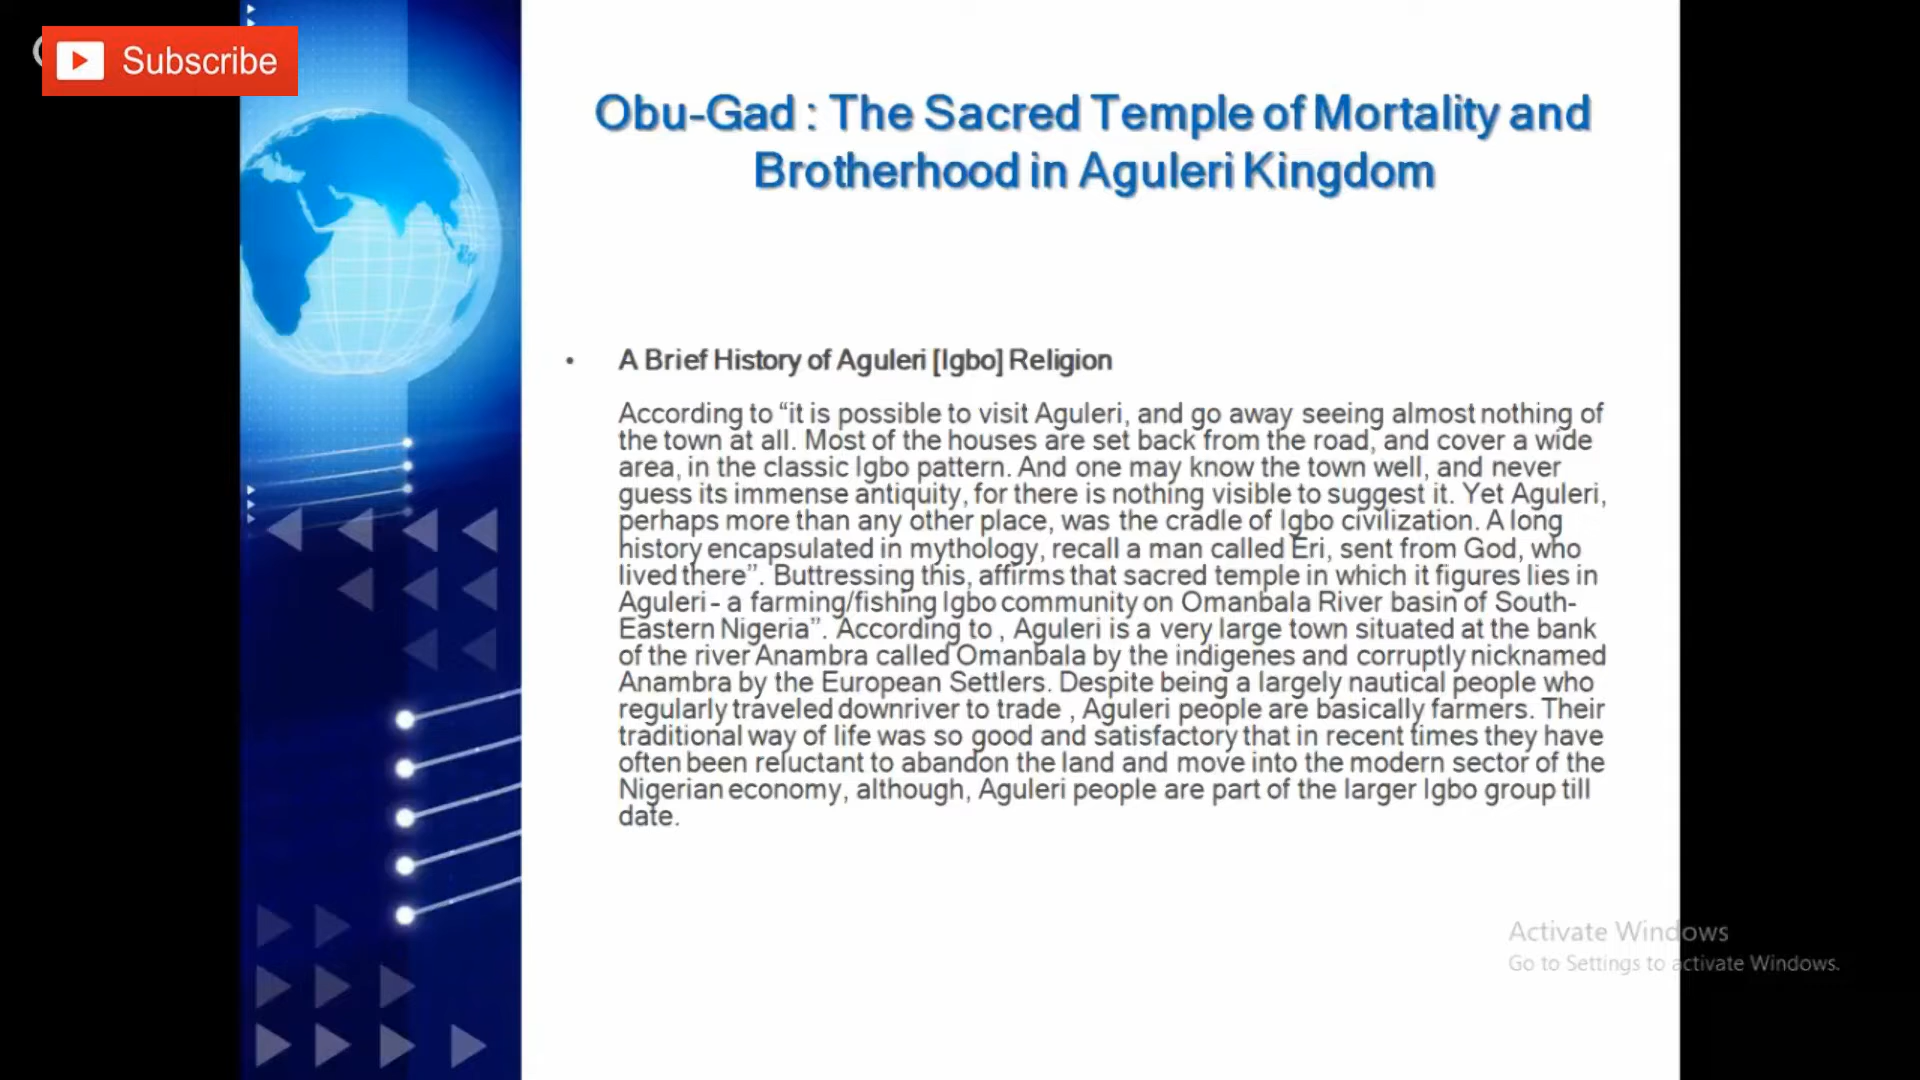 Subscribe
Obu-Gad : The Sacred Temple of Mortality and
Brotherhood in Aguleri Kingdom
• A Brief History of Aguleri [Igbo] Religion
According to “it is possible to visit Aguleri, and go away seeing almost nothing of
the town at all. Most of the houses are set back from the road, and cover a wide
area, in the classic Igbo pattern. And one may know the town well, and never
guess its immense antiquity, for there is nothing visible to suggest it. Yet Aguleri,
perhaps more than any other place, was the cradle of Igbo civilization. A long
history encapsulated in mythology, recall a man called Eri, sent from God, who
lived there”. Buttressing this, affirms that sacred temple in which it figures lies in
Aguleri - a farming/fishing Igbo community on Omanbala River basin of South-
Eastern Nigeria”. According to , Aguleri is a very large town situated at the bank
of the river Anambra called Omanbala by the indigenes and corruptly nicknamed
Anambra by the European Settlers. Despite being a largely nautical people who
regularly traveled downriver to trade , Aguleri people are basically farmers. Their
traditional way of life was so good and satisfactory that in recent times they have
often been reluctant to abandon the land and move into the modern sector of the
Nigerian economy, although, Aguleri people are part of the larger Igbo group till
date.
Activate Windows
Go to Settings to activate Windows.